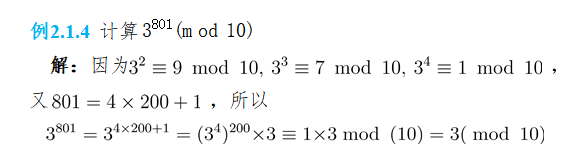 例2.1.4 计算 3^801(m od 10)
解：因为3^2 ≡ 9 mod 10, 3^3 ≡ 7 mod 10, 3^4 ≡ 1 mod 10，
又 801 = 4 × 200 + 1，所以
3^801 = 3^{4×200+1} = (3^4)^200 × 3 ≡ 1 × 3 mod (10) = 3( mod 10)